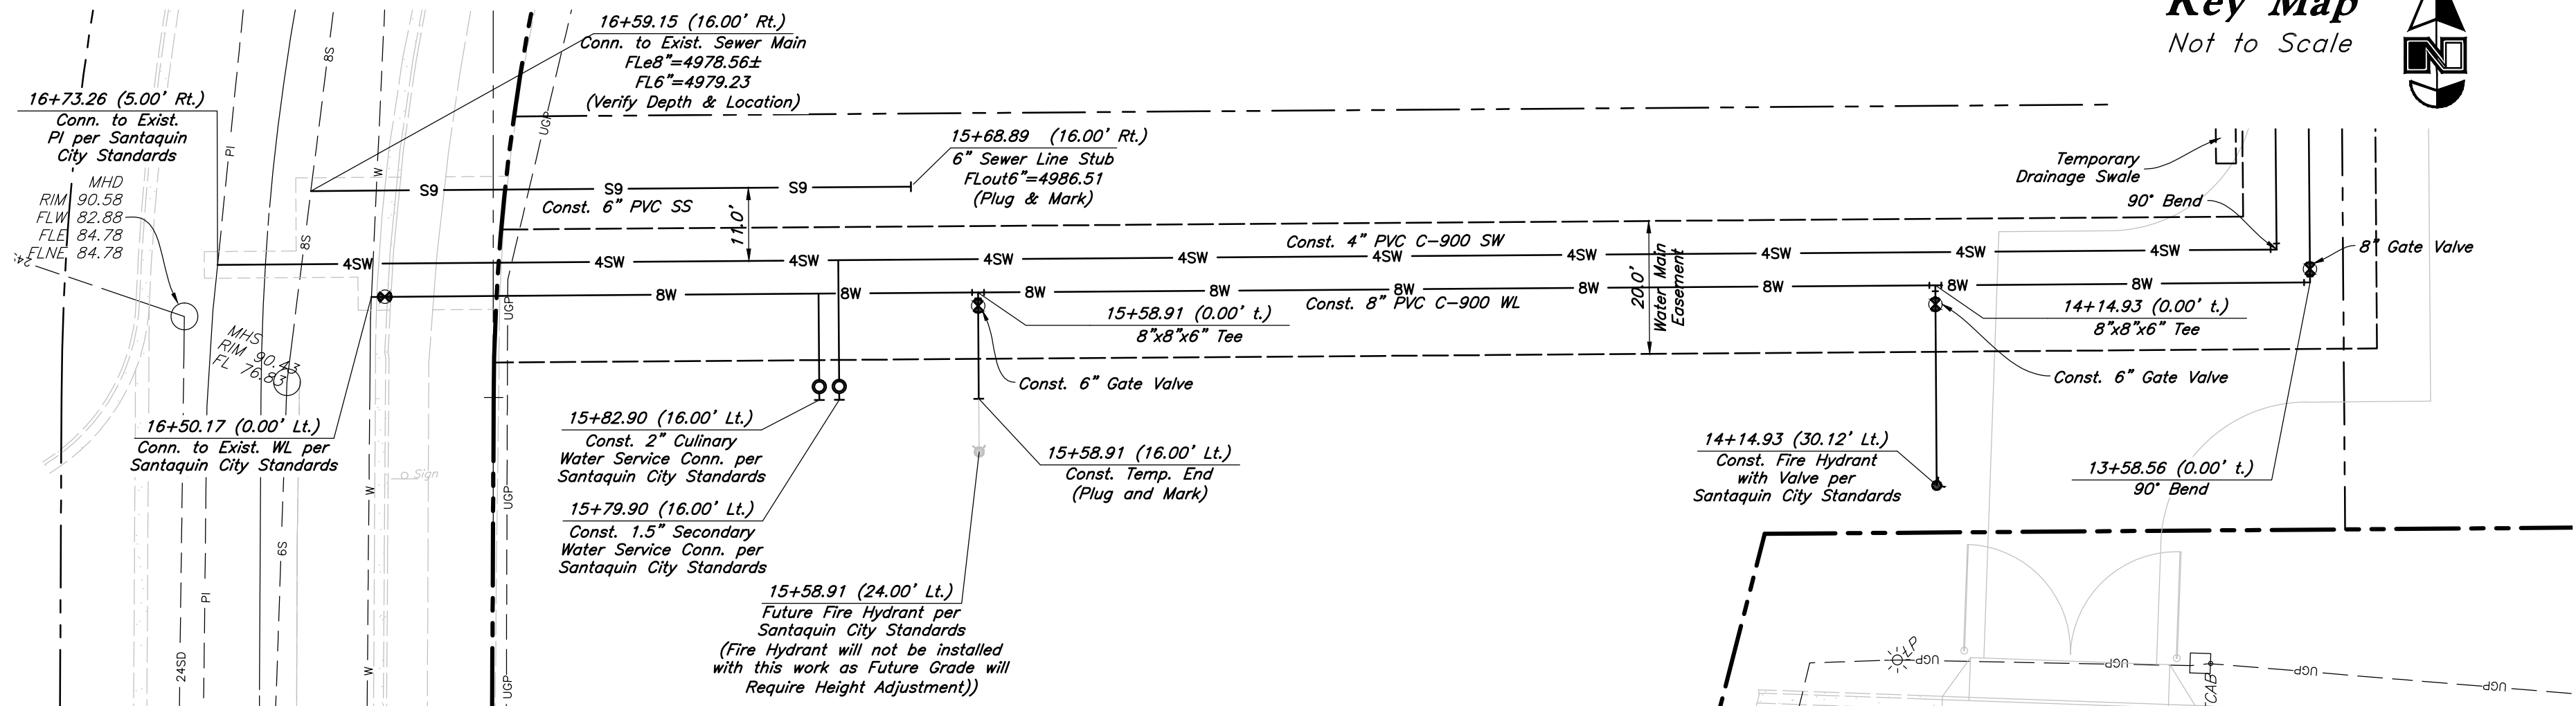 Key Map
Not to Scale
16+59.15 (16.00' Rt.)
Conn. to Exist. Sewer Main
FLe8"=4978.56±
FL6"=4979.23
(Verify Depth & Location)
16+73.26 (5.00' Rt.)
Conn. to Exist.
PI per Santaquin
City Standards
MHD
RIM 90.58
FLW 82.88
FLE 84.78
FLNE 84.78
MHS
RIM 90.43
FL 76.83
16+50.17 (0.00' Lt.)
Conn. to Exist. WL per
Santaquin City Standards
8S
PI
W
8S
UGP
S9
S9
S9
Const. 6" PVC SS
11.0'
15+68.89 (16.00' Rt.)
6" Sewer Line Stub
FLout6"=4986.51
(Plug & Mark)
Temporary
Drainage Swale
90° Bend
8" Gate Valve
Const. 4" PVC C-900 SW
4SW
4SW
4SW
4SW
4SW
4SW
4SW
4SW
4SW
4SW
8W
8W
8W
8W
8W
8W
8W
8W
8W
Const. 8" PVC C-900 WL
20.0'
Water Main
Easement
UGP
15+58.91 (0.00' t.)
8"x8"x6" Tee
14+14.93 (0.00' t.)
8"x8"x6" Tee
Const. 6" Gate Valve
Const. 6" Gate Valve
15+82.90 (16.00' Lt.)
Const. 2" Culinary
Water Service Conn. per
Santaquin City Standards
15+79.90 (16.00' Lt.)
Const. 1.5" Secondary
Water Service Conn. per
Santaquin City Standards
15+58.91 (16.00' Lt.)
Const. Temp. End
(Plug and Mark)
14+14.93 (30.12' Lt.)
Const. Fire Hydrant
with Valve per
Santaquin City Standards
13+58.56 (0.00' t.)
90° Bend
15+58.91 (24.00' Lt.)
Future Fire Hydrant per
Santaquin City Standards
(Fire Hydrant will not be installed
with this work as Future Grade will
Require Height Adjustment))
Sign
W
UGP
6S
PI
24SD
W
UGP
LP
UGP
UGP
UGP
UGP
CAB